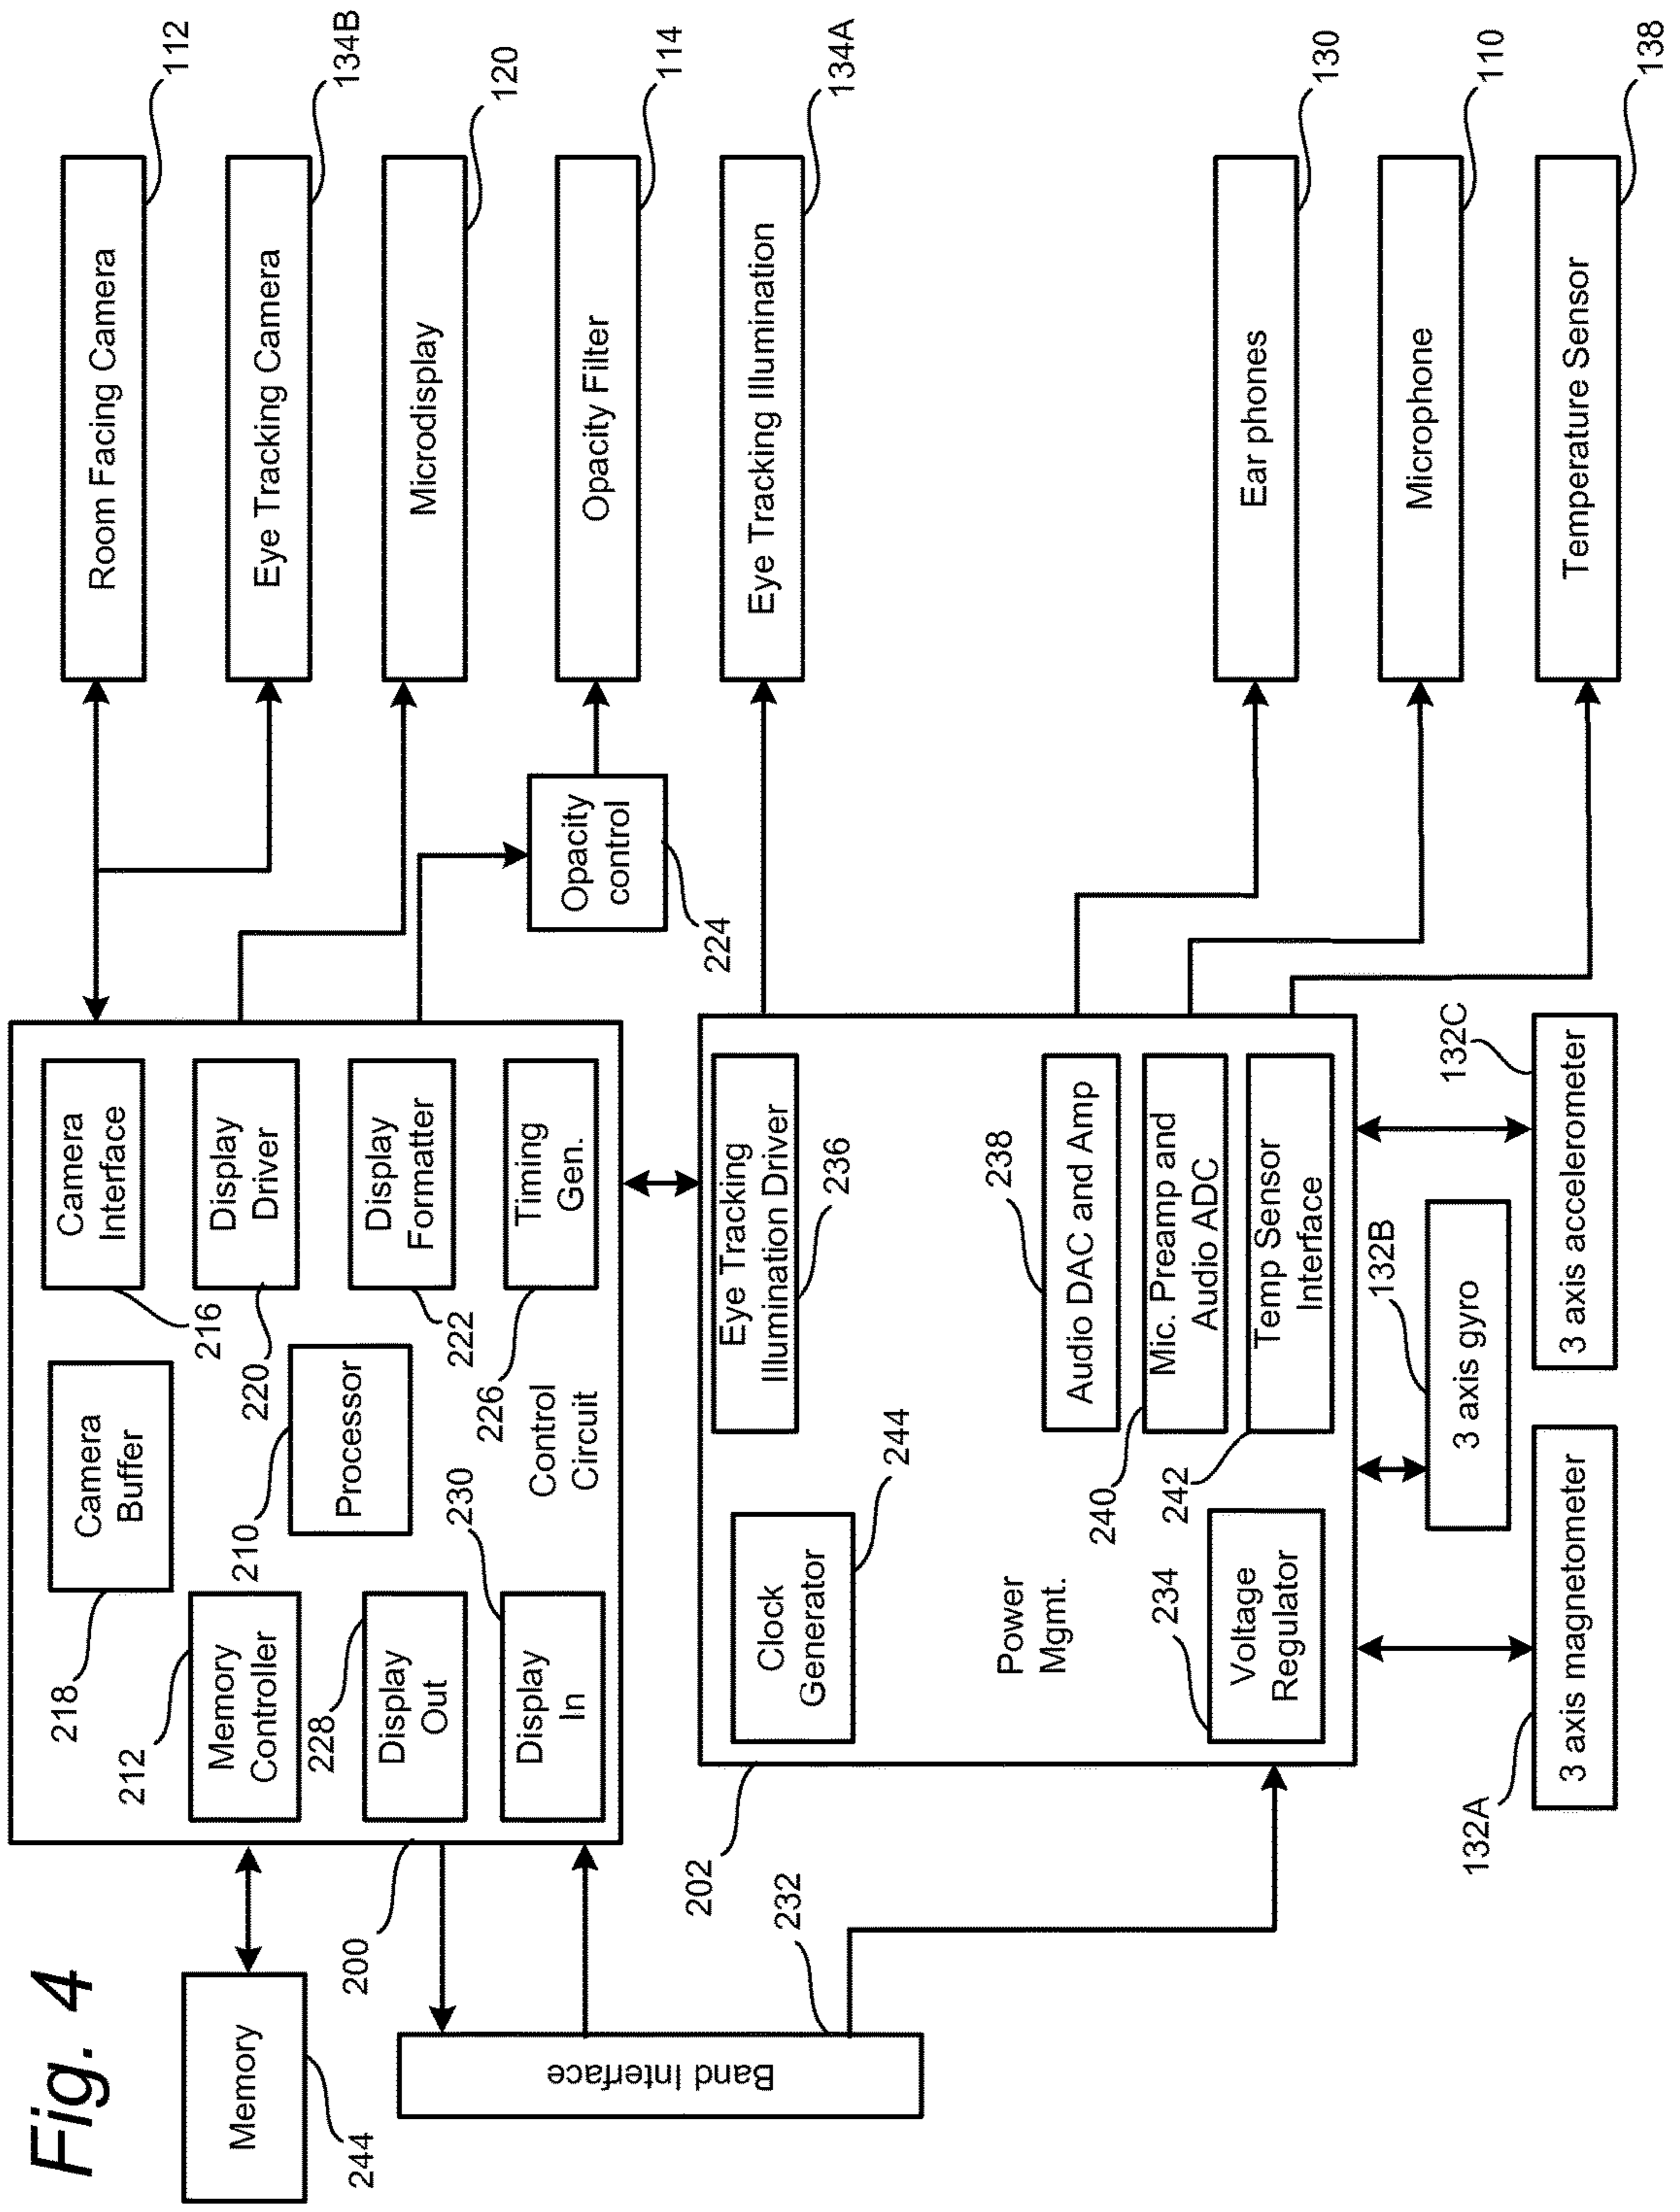 Fig. 4
Memory
244
Band Interface
232
200
202
Control
Circuit
Memory
Controller
212
Camera
Buffer
218
Camera
Interface
216
Display
Driver
220
Processor
210
Display
Formatter
222
Timing
Gen.
226
Display
Out
228
Display
In
230
Room Facing Camera
112
Eye Tracking Camera
134B
Microdisplay
120
Opacity
control
224
Opacity Filter
114
Eye Tracking Illumination
134A
Power
Mgmt.
Clock
Generator
244
Eye Tracking
Illumination Driver
236
Audio DAC and Amp
238
Mic. Preamp and
Audio ADC
240
Temp Sensor
Interface
242
Voltage
Regulator
234
Ear phones
130
Microphone
110
Temperature Sensor
138
3 axis magnetometer
132A
3 axis gyro
132B
3 axis accelerometer
132C